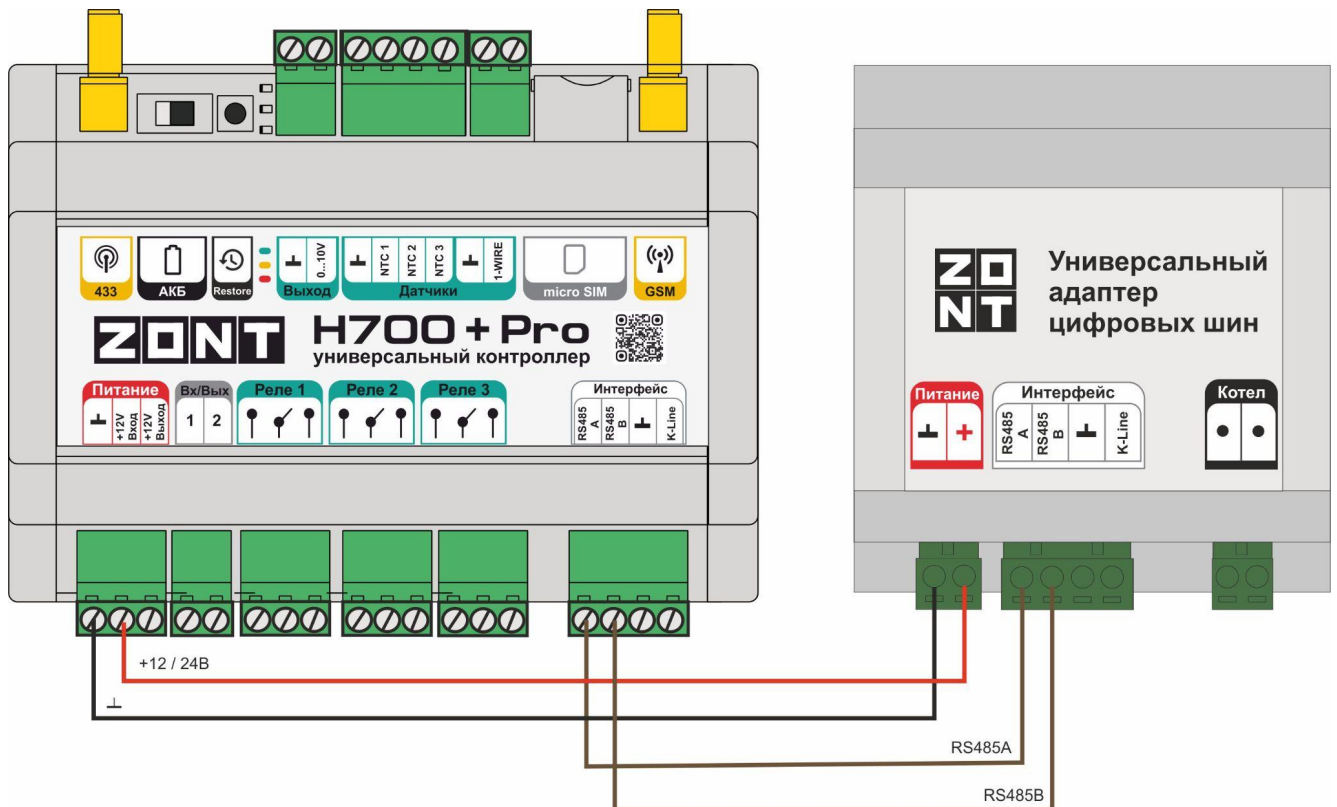 433
АКБ
Restore
0...10V
Выход
NTC 1
NTC 2
NTC 3
1-WIRE
Датчики
micro SIM
GSM
ZONT
H700 + Pro
универсальный контроллер
Питание
+12V
Вход
+12V
Выход
Вх/Вых
1 2
Реле 1
Реле 2
Реле 3
Интерфейс
RS485
A
RS485
B
K-Line
ZO
NT
Универсальный
адаптер
цифровых шин
Питание
+
Интерфейс
RS485
A
RS485
B
K-Line
Котел
+12 / 24В
RS485A
RS485B